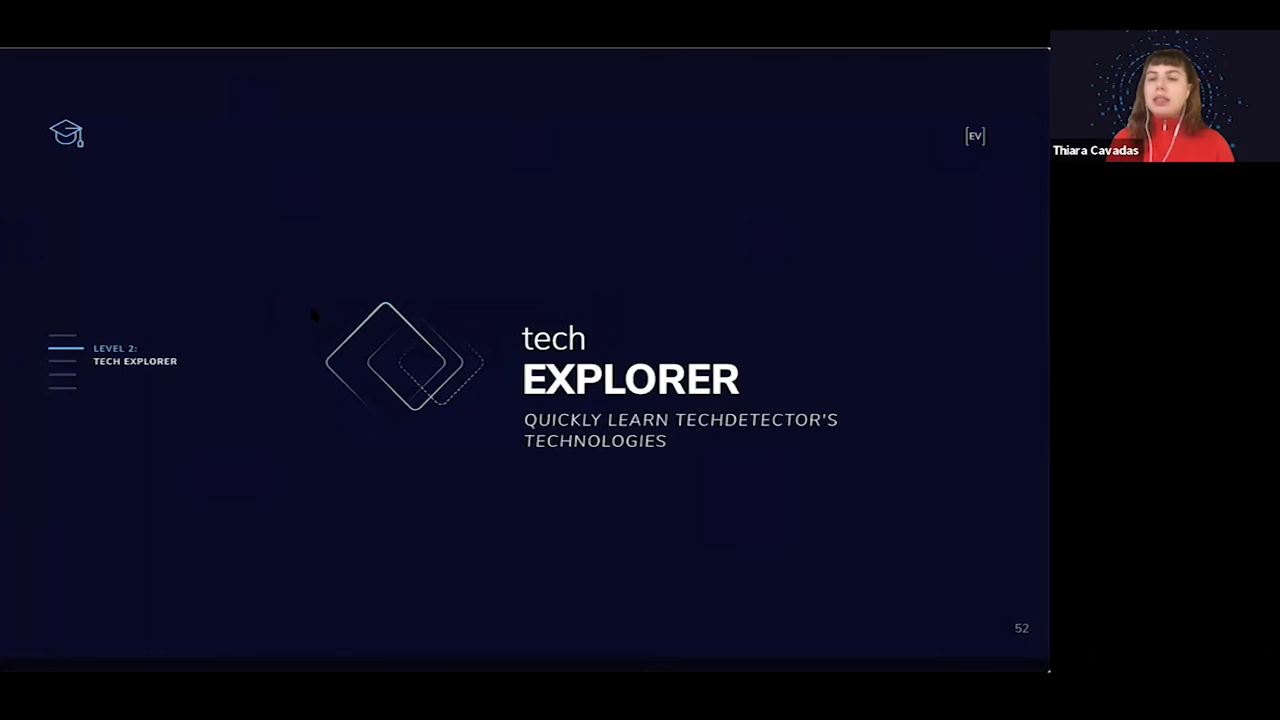 [EV]
Thiara Cavadas
LEVEL 2:
TECH EXPLORER
tech
EXPLORER
QUICKLY LEARN TECHDETECTOR'S
TECHNOLOGIES
52